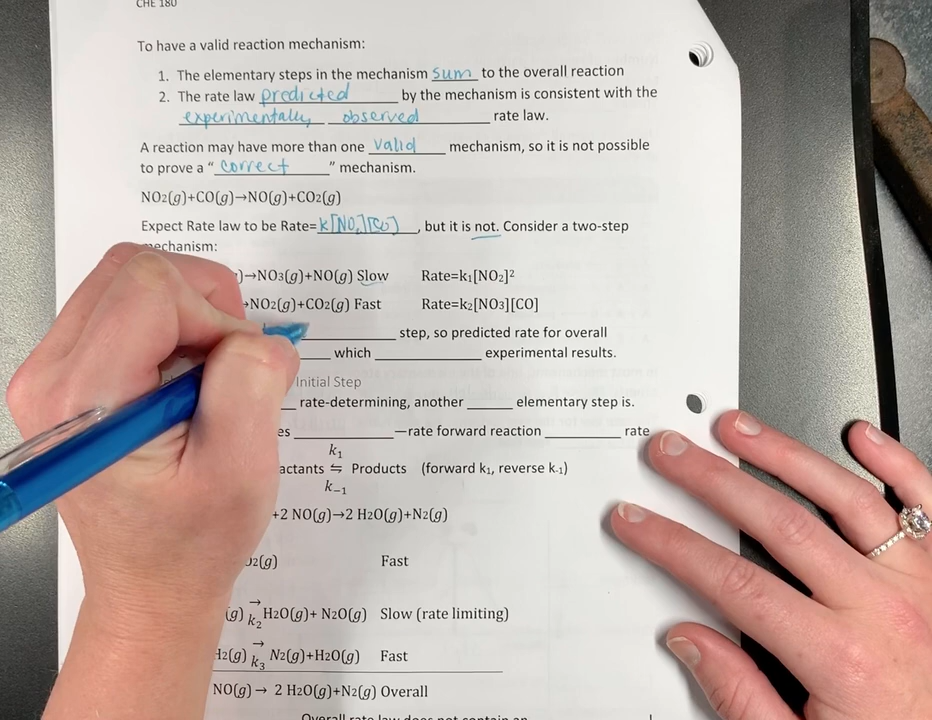 CHE 180
To have a valid reaction mechanism:
1. The elementary steps in the mechanism sum to the overall reaction
2. The rate law predicted by the mechanism is consistent with the
experimentally observed rate law.
A reaction may have more than one valid mechanism, so it is not possible
to prove a “ correct ” mechanism.
NO2(g)+CO(g)→NO(g)+CO2(g)
Expect Rate law to be Rate= k[NO2][CO] , but it is not. Consider a two-step
mechanism:
)→NO3(g)+NO(g) Slow Rate=k1[NO2]²
→NO2(g)+CO2(g) Fast Rate=k2[NO3][CO]
step, so predicted rate for overall
which experimental results.
Initial Step
rate-determining, another elementary step is.
—rate forward reaction rate
k1
⇋ Products (forward k1, reverse k-1)
k−1
+2 NO(g)→2 H2O(g)+N2(g)
(g) Fast
(g) →k2 H2O(g)+ N2O(g) Slow (rate limiting)
(g) →k3 N2(g)+H2O(g) Fast
NO(g)→ 2 H2O(g)+N2(g) Overall
Overall rate law does not contain an